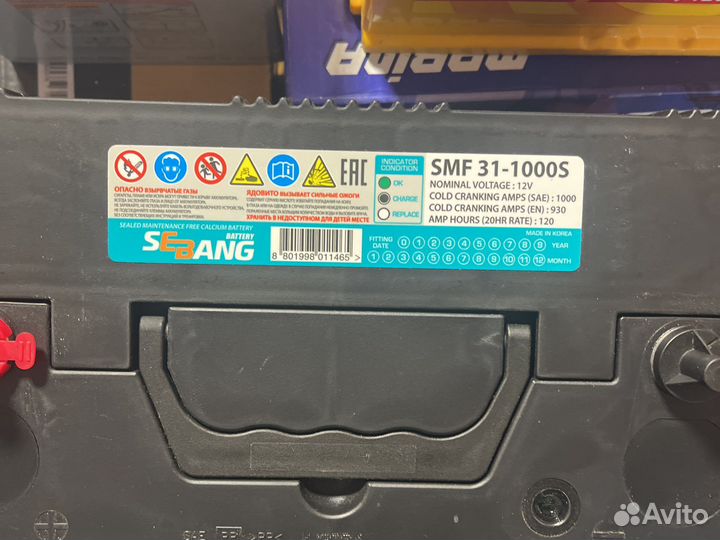 marina
EAC
INDICATOR
CONDITION
OK
CHARGE
REPLACE
SMF 31-1000S
NOMINAL VOLTAGE : 12V
COLD CRANKING AMPS (SAE) : 1000
COLD CRANKING AMPS (EN) : 930
AMP HOURS (20HR RATE) : 120
ОПАСНО ВЗРЫВЧАТЫЕ ГАЗЫ
ЯДОВИТО ВЫЗЫВАЕТ СИЛЬНЫЕ ОЖОГИ
ХРАНИТЬ В НЕДОСТУПНОМ ДЛЯ ДЕТЕЙ МЕСТЕ
SEALED MAINTENANCE FREE CALCIUM BATTERY
SEBANG
BATTERY
8 801998 011465 >
MADE IN KOREA
FITTING
DATE
0 1 2 3 4 5 6 7 8 9 YEAR
1 2 3 4 5 6 7 8 9 10 11 12 MONTH
PP
Avito